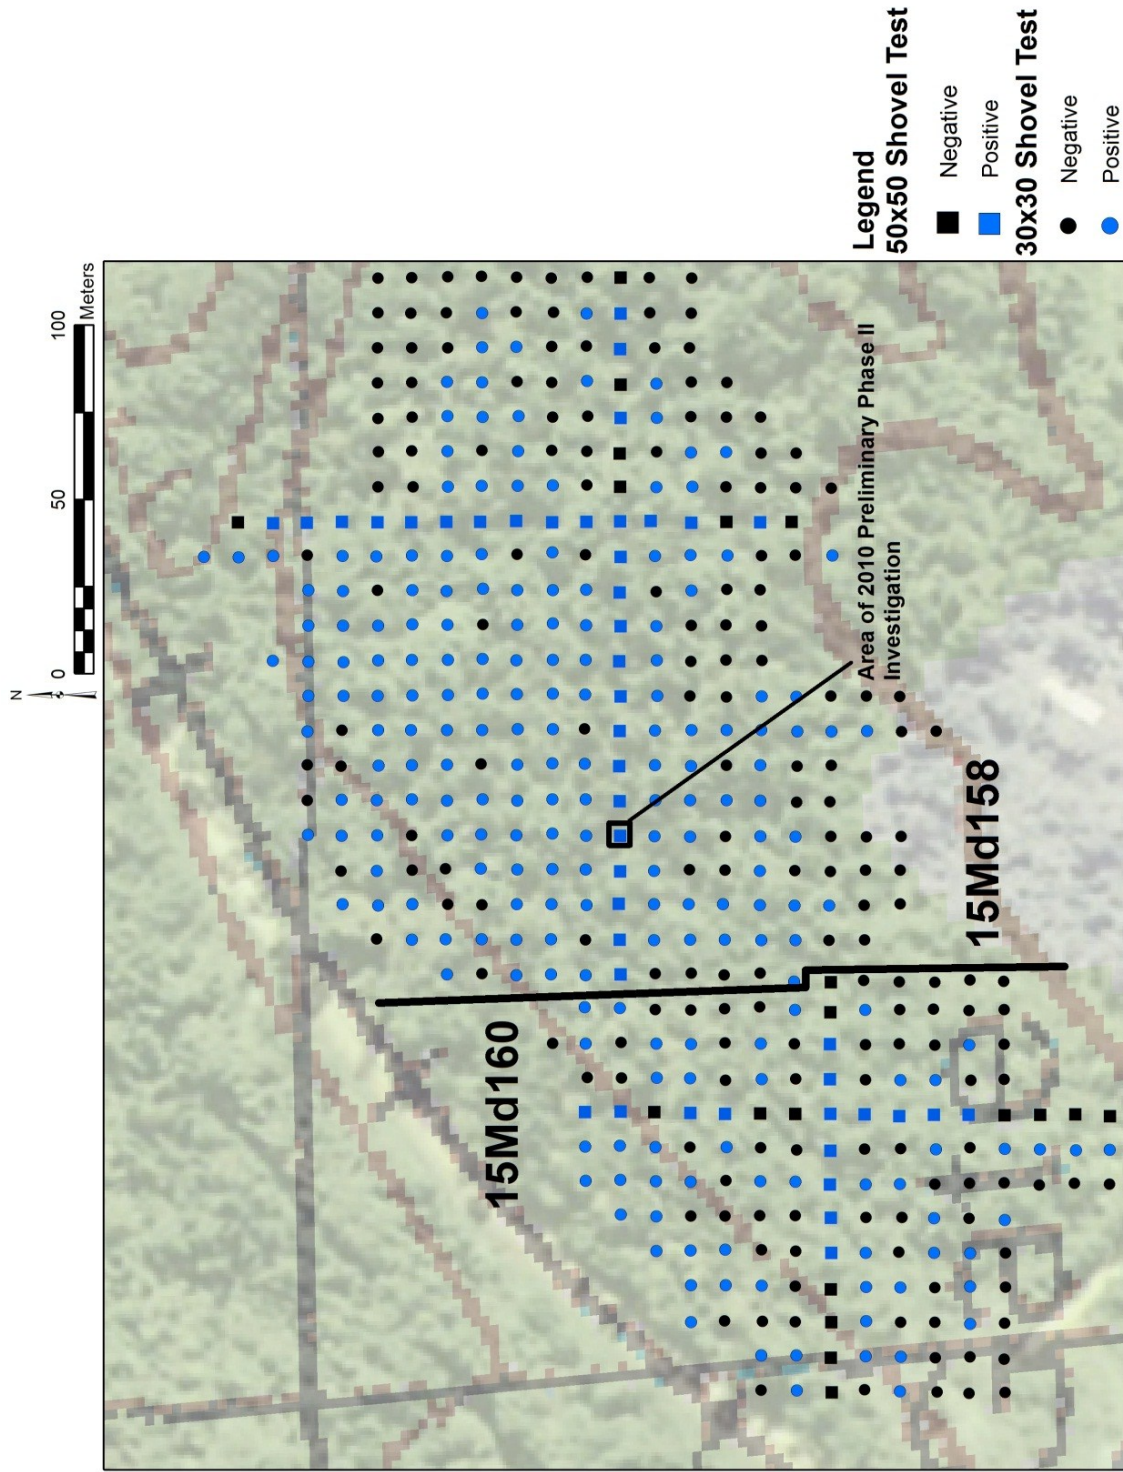 N
0 50 100
Meters
15Md160
15Md158
Area of 2010 Preliminary Phase II
Investigation
Legend
50x50 Shovel Test
Negative
Positive
30x30 Shovel Test
Negative
Positive